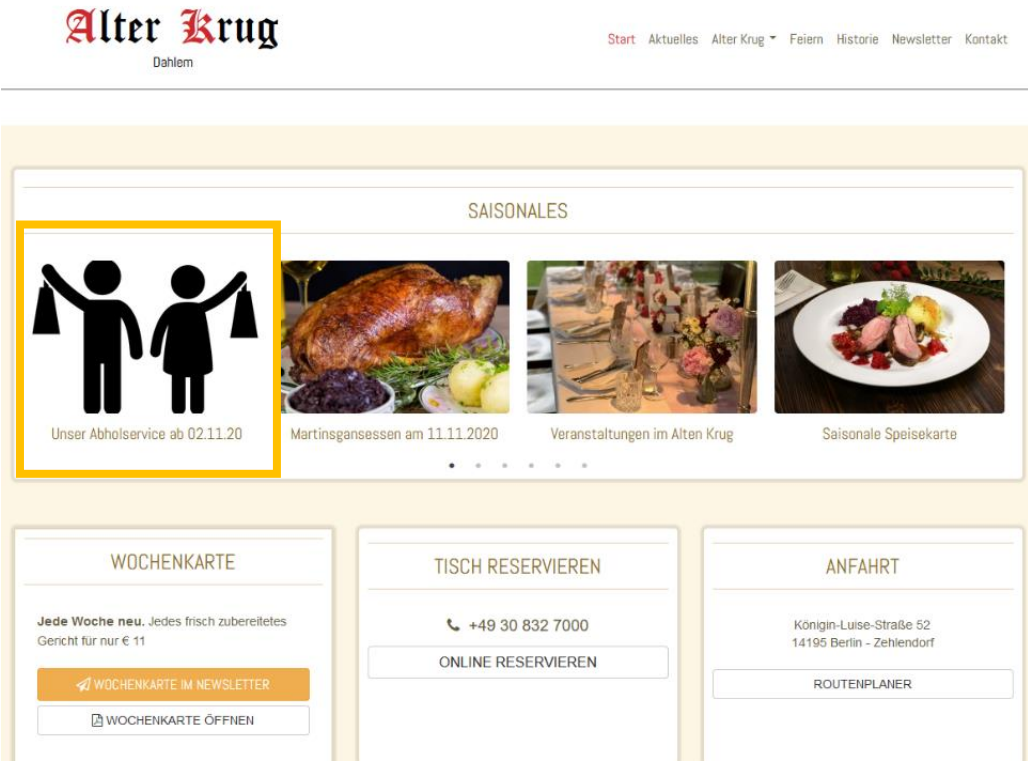 Alter Krug
Dahlem
Start Aktuelles Alter Krug Feiern Historie Newsletter Kontakt
SAISONALES
Unser Abholservice ab 02.11.20
Martinsgansessen am 11.11.2020
Veranstaltungen im Alten Krug
Saisonale Speisekarte
WOCHENKARTE
Jede Woche neu. Jedes frisch zubereitetes
Gericht für nur € 11
WOCHENKARTE IM NEWSLETTER
WOCHENKARTE ÖFFNEN
TISCH RESERVIEREN
+49 30 832 7000
ONLINE RESERVIEREN
ANFAHRT
Königin-Luise-Straße 52
14195 Berlin - Zehlendorf
ROUTENPLANER